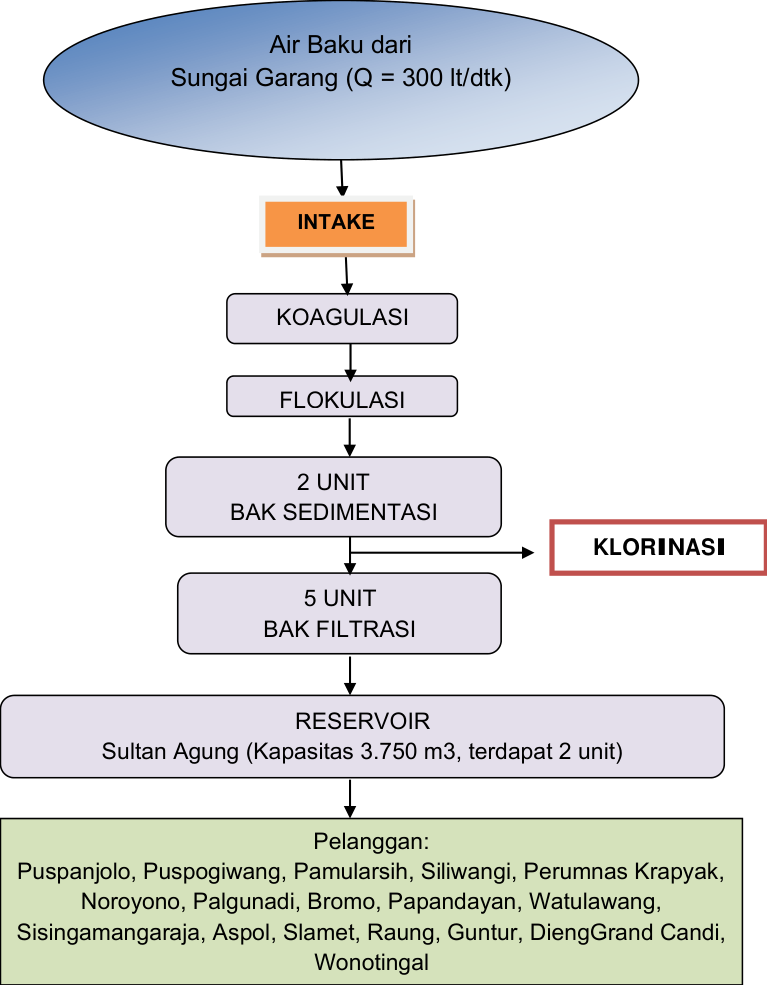 Air Baku dari
Sungai Garang (Q = 300 lt/dtk)
INTAKE
KOAGULASI
FLOKULASI
2 UNIT
BAK SEDIMENTASI
KLORINASI
5 UNIT
BAK FILTRASI
RESERVOIR
Sultan Agung (Kapasitas 3.750 m3, terdapat 2 unit)
Pelanggan:
Puspanjolo, Puspogiwang, Pamularsih, Siliwangi, Perumnas Krapyak,
Noroyono, Palgunadi, Bromo, Papandayan, Watulawang,
Sisingamangaraja, Aspol, Slamet, Raung, Guntur, DiengGrand Candi,
Wonotingal